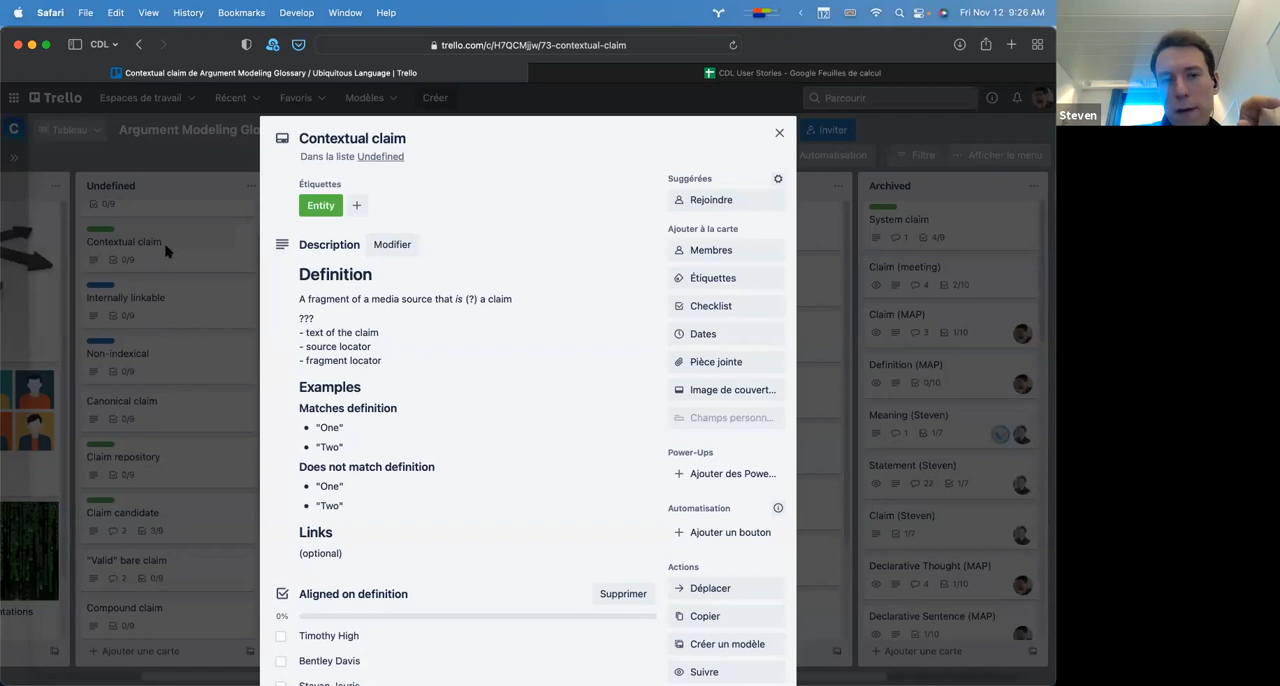 Safari File Edit View History Bookmarks Develop Window Help
Fri Nov 12 9:26 AM
CDL
trello.com/c/H7QCMjjw/73-contextual-claim
Contextual claim de Argument Modeling Glossary / Ubiquitous Language | Trello
CDL User Stories - Google Feuilles de calcul
Trello Espaces de travail Récent Favoris Modèles Créer
Parcourir
C
Tableau
Argument Modeling Glo
Inviter
Automatisation
Filtre
Afficher le menu
Undefined
0/9
Contextual claim
0/9
Internally linkable
0/9
Non-indexical
0/9
Canonical claim
0/9
Claim repository
0/9
Claim candidate
2 3/9
"Valid" bare claim
2 0/9
Compound claim
0/9
+ Ajouter une carte
ntations
Contextual claim
Dans la liste Undefined
Étiquettes
Entity
Description Modifier
Definition
A fragment of a media source that is (?) a claim
???
- text of the claim
- source locator
- fragment locator
Examples
Matches definition
• "One"
• "Two"
Does not match definition
• "One"
• "Two"
Links
(optional)
Aligned on definition Supprimer
0%
Timothy High
Bentley Davis
Suggérées
Rejoindre
Ajouter à la carte
Membres
Étiquettes
Checklist
Dates
Pièce jointe
Image de couvert...
Champs personn...
Power-Ups
+ Ajouter des Powe...
Automatisation
+ Ajouter un bouton
Actions
Déplacer
Copier
Créer un modèle
Suivre
Archived
System claim
1 4/9
Claim (meeting)
4 2/10
Claim (MAP)
3 1/10
Definition (MAP)
0/10
Meaning (Steven)
1 1/7
Statement (Steven)
22 1/7
Claim (Steven)
1/7
Declarative Thought (MAP)
4 1/10
Declarative Sentence (MAP)
1/10
+ Ajouter une carte
Steven